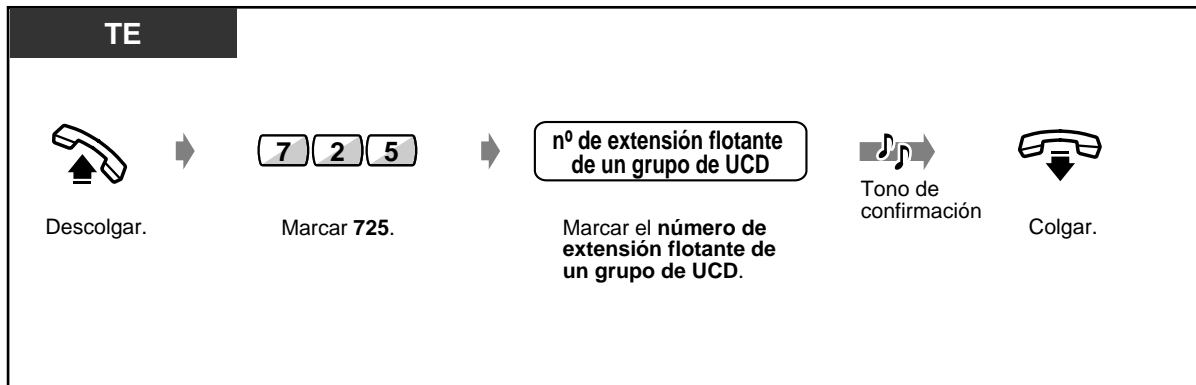 TE
7 2 5
nº de extensión flotante
de un grupo de UCD
Descolgar.
Marcar 725.
Marcar el número de
extensión flotante de
un grupo de UCD.
Tono de
confirmación
Colgar.